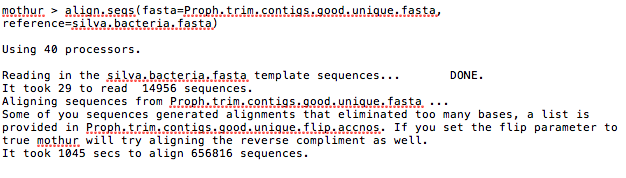 mothur > align.seqs(fasta=Proph.trim.contigs.good.unique.fasta,
reference=silva.bacteria.fasta)
Using 40 processors.
Reading in the silva.bacteria.fasta template sequences... DONE.
It took 29 to read  14956 sequences.
Aligning sequences from Proph.trim.contigs.good.unique.fasta ...
Some of you sequences generated alignments that eliminated too many bases, a list is
provided in Proph.trim.contigs.good.unique.flip.accnos. If you set the flip parameter to
true mothur will try aligning the reverse compliment as well.
It took 1045 secs to align 656816 sequences.